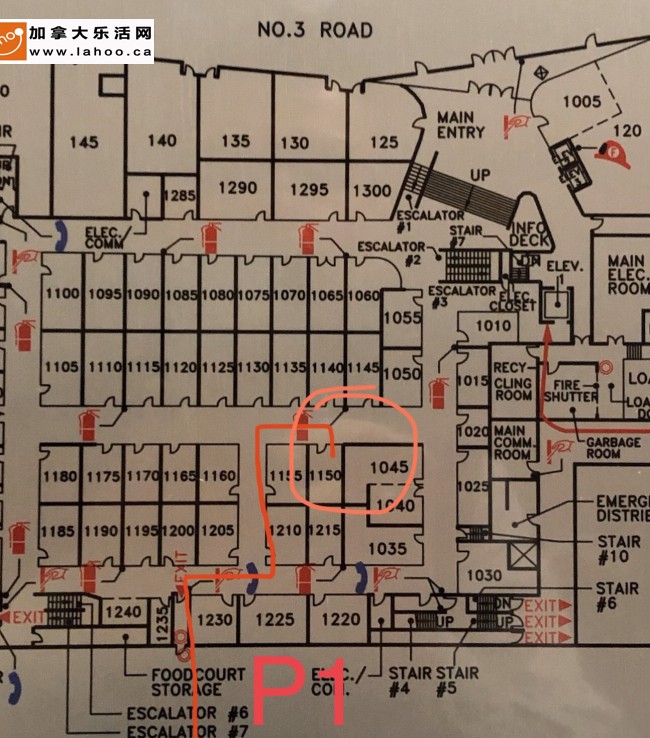 加拿大乐活网
www.lahoo.ca
NO.3 ROAD
1005
MAIN
ENTRY
120
145
140
135
130
125
UP
1285
1290
1295
1300
ELEC./
COMM
ESCALATOR
#1
STAIR
#7
INFO
DECK
ESCALATOR
#2
DN
ELEV.
1
MAIN
ELEC.
ROOM
ESCALATOR
#3
ELEC.
CLOSET
1100
1095
1090
1085
1080
1075
1070
1065
1060
1055
1010
1105
1110
1115
1120
1125
1130
1135
1140
1145
1050
1015
RECY-
CLING
ROOM
FIRE
SHUTTER
1020
MAIN
COMM.
ROOM
GARBAGE
ROOM
1180
1175
1170
1165
1160
1155
1150
1045
1040
1025
1185
1190
1195
1200
1205
1210
1215
1035
STAIR
#10
EXIT
1030
STAIR
#6
EXIT
1240
1235
1230
1225
1220
UP
DN
UP
EXIT
EXIT
EXIT
FOODCOURT
STORAGE
P1
STAIR
#4
STAIR
#5
ESCALATOR #6
ESCALATOR #7